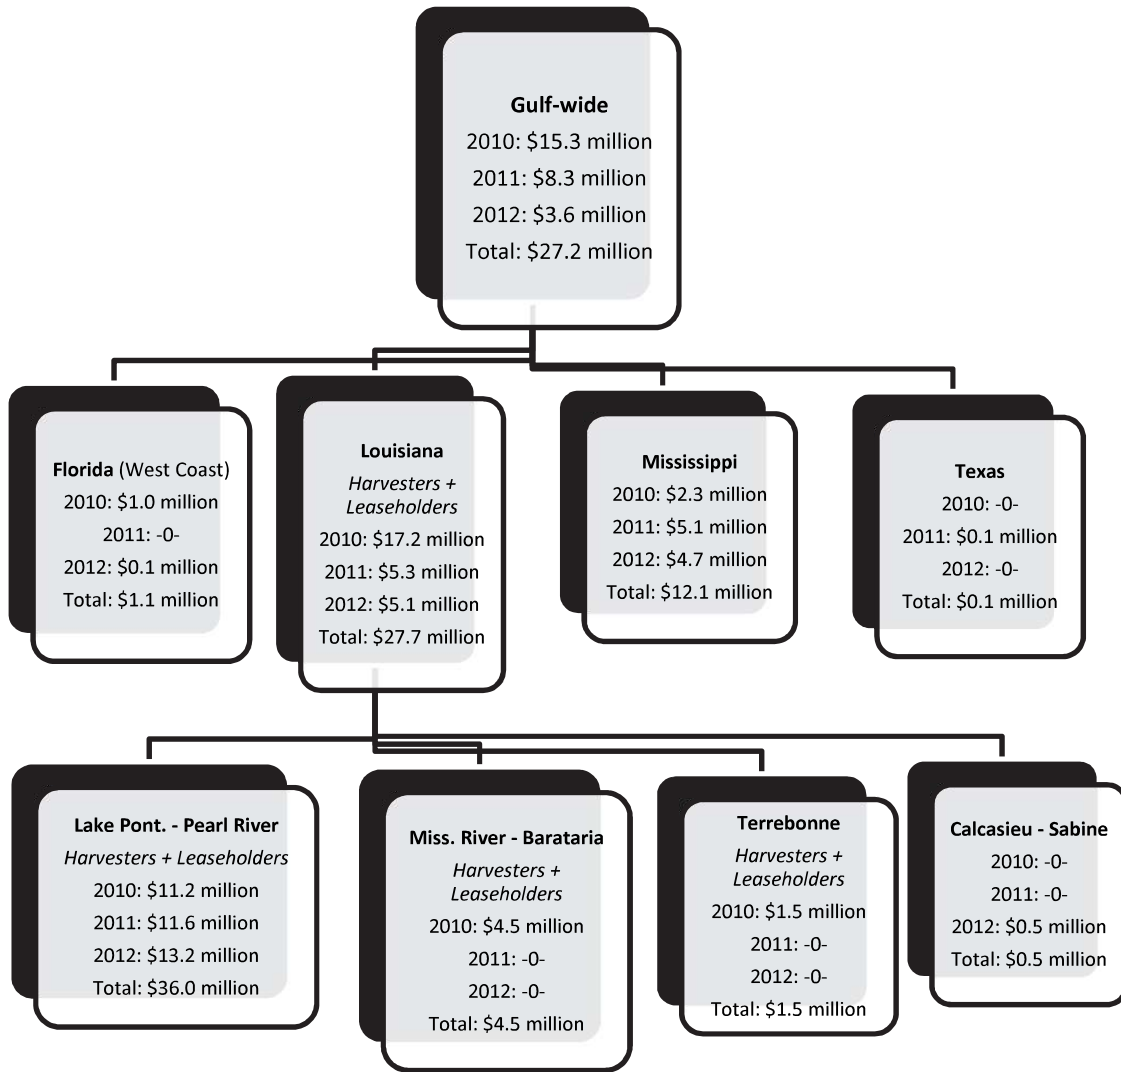 Gulf-wide
2010: $15.3 million
2011: $8.3 million
2012: $3.6 million
Total: $27.2 million
Florida (West Coast)
2010: $1.0 million
2011: -0-
2012: $0.1 million
Total: $1.1 million
Louisiana
Harvesters +
Leaseholders
2010: $17.2 million
2011: $5.3 million
2012: $5.1 million
Total: $27.7 million
Mississippi
2010: $2.3 million
2011: $5.1 million
2012: $4.7 million
Total: $12.1 million
Texas
2010: -0-
2011: $0.1 million
2012: -0-
Total: $0.1 million
Lake Pont. - Pearl River
Harvesters + Leaseholders
2010: $11.2 million
2011: $11.6 million
2012: $13.2 million
Total: $36.0 million
Miss. River - Barataria
Harvesters +
Leaseholders
2010: $4.5 million
2011: -0-
2012: -0-
Total: $4.5 million
Terrebonne
Harvesters +
Leaseholders
2010: $1.5 million
2011: -0-
2012: -0-
Total: $1.5 million
Calcasieu - Sabine
2010: -0-
2011: -0-
2012: $0.5 million
Total: $0.5 million